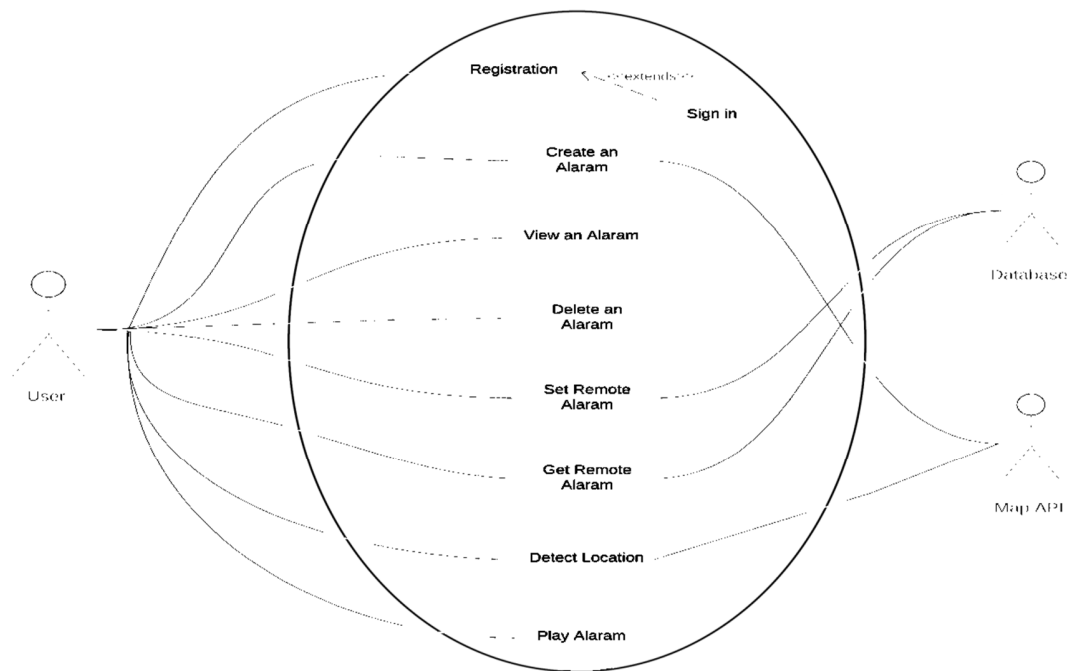 Registration
<<extends>>
Sign in
Create an
Alaram
View an Alaram
Delete an
Alaram
Set Remote
Alaram
Get Remote
Alaram
Detect Location
Play Alaram
User
Database
Map API